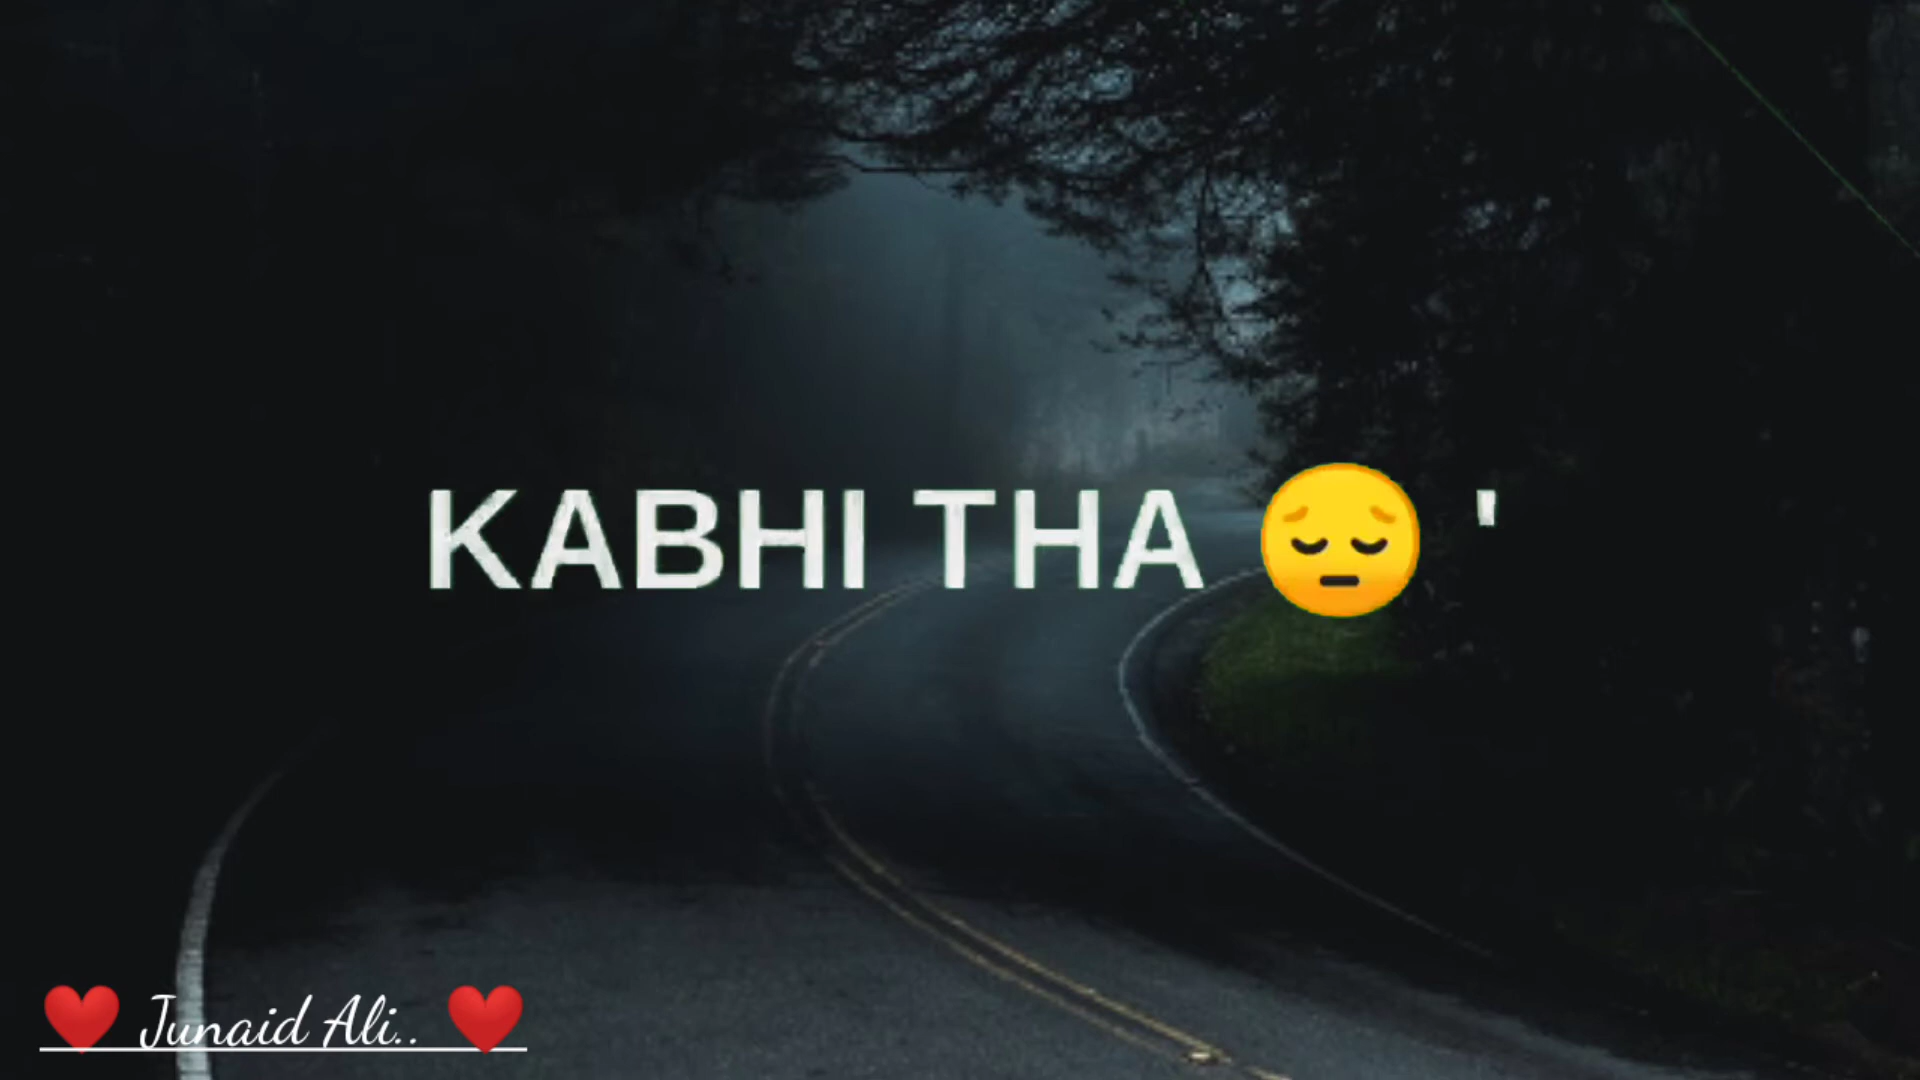 KABHI THA 😔 '
❤️ Junaid Ali.. ❤️